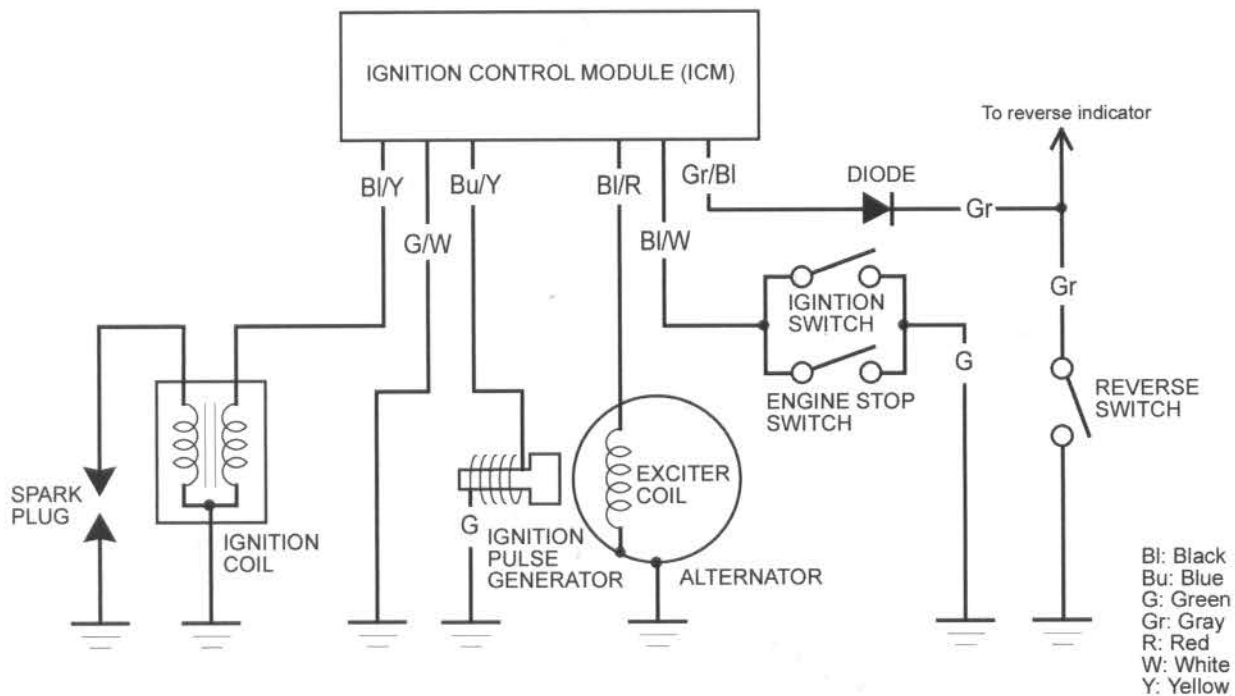 IGNITION CONTROL MODULE (ICM)
To reverse indicator
Bl/Y
Bu/Y
Bl/R
Gr/Bl
DIODE
Gr
G/W
Bl/W
IGINTION
SWITCH
Gr
G
ENGINE STOP
SWITCH
REVERSE
SWITCH
SPARK
PLUG
IGNITION
COIL
G
IGNITION
PULSE
GENERATOR
EXCITER
COIL
ALTERNATOR
Bl: Black
Bu: Blue
G: Green
Gr: Gray
R: Red
W: White
Y: Yellow